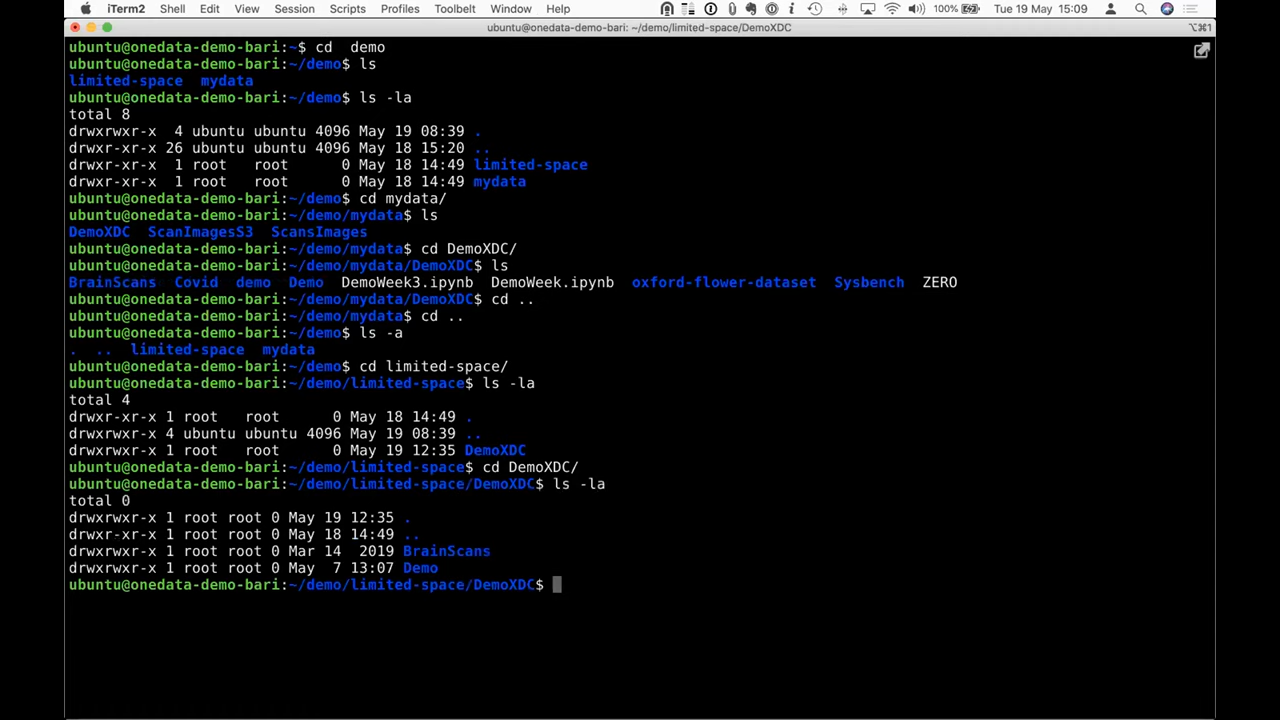 iTerm2 Shell Edit View Session Scripts Profiles Toolbelt Window Help 100% Tue 19 May 15:09
ubuntu@onedata-demo-bari: ~/demo/limited-space/DemoXDC ⌥⌘1
ubuntu@onedata-demo-bari:~$ cd  demo
ubuntu@onedata-demo-bari:~/demo$ ls
limited-space  mydata
ubuntu@onedata-demo-bari:~/demo$ ls -la
total 8
drwxrwxr-x  4 ubuntu ubuntu 4096 May 19 08:39 .
drwxrwxr-x 26 ubuntu ubuntu 4096 May 18 15:20 ..
drwxrwxr-x  1 root   root      0 May 18 14:49 limited-space
drwxrwxr-x  1 root   root      0 May 18 14:49 mydata
ubuntu@onedata-demo-bari:~/demo$ cd mydata/
ubuntu@onedata-demo-bari:~/demo/mydata$ ls
DemoXDC  ScanImagesS3  ScansImages
ubuntu@onedata-demo-bari:~/demo/mydata$ cd DemoXDC/
ubuntu@onedata-demo-bari:~/demo/mydata/DemoXDC$ ls
BrainScans  Covid  demo  Demo  DemoWeek3.ipynb  DemoWeek.ipynb  oxford-flower-dataset  Sysbench  ZERO
ubuntu@onedata-demo-bari:~/demo/mydata/DemoXDC$ cd ..
ubuntu@onedata-demo-bari:~/demo/mydata$ cd ..
ubuntu@onedata-demo-bari:~/demo$ ls -a
.  ..  limited-space  mydata
ubuntu@onedata-demo-bari:~/demo$ cd limited-space/
ubuntu@onedata-demo-bari:~/demo/limited-space$ ls -la
total 4
drwxr-xr-x 1 root   root      0 May 18 14:49 .
drwxrwxr-x 4 ubuntu ubuntu 4096 May 19 08:39 ..
drwxrwxr-x 1 root   root      0 May 19 12:35 DemoXDC
ubuntu@onedata-demo-bari:~/demo/limited-space$ cd DemoXDC/
ubuntu@onedata-demo-bari:~/demo/limited-space/DemoXDC$ ls -la
total 0
drwxrwxr-x 1 root root 0 May 19 12:35 .
drwxrwxr-x 1 root root 0 May 18 14:49 ..
drwxrwxr-x 1 root root 0 Mar 14  2019 BrainScans
drwxrwxr-x 1 root root 0 May  7 13:07 Demo
ubuntu@onedata-demo-bari:~/demo/limited-space/DemoXDC$